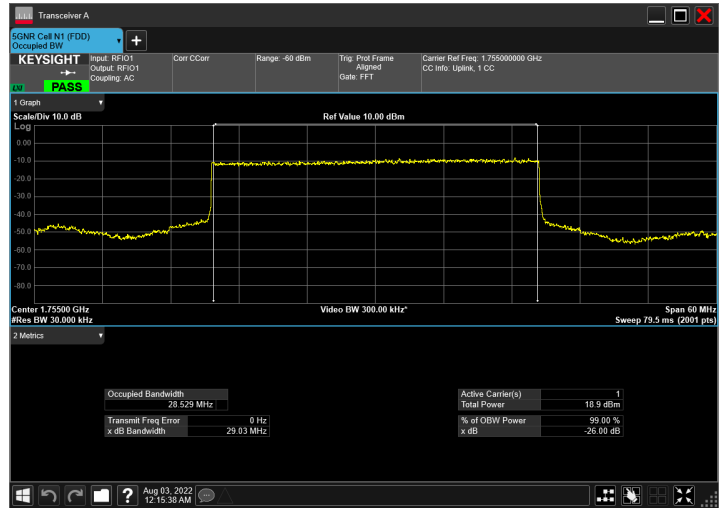 Transceiver A
5GNR Cell N1 (FDD)
Occupied BW
KEYSIGHT
Input: RFIO1
Output: RFIO1
Coupling: AC
Corr CCorr
Range: -60 dBm
Trig: Prot Frame
Aligned
Gate: FFT
Carrier Ref Freq: 1.755000000 GHz
CC Info: Uplink, 1 CC
LXI
PASS
1 Graph
Scale/Div 10.0 dB
Ref Value 10.00 dBm
Log
0.00
-10.0
-20.0
-30.0
-40.0
-50.0
-60.0
-70.0
-80.0
Center 1.75500 GHz
Video BW 300.00 kHz*
Span 60 MHz
#Res BW 30.000 kHz
Sweep 79.5 ms (2001 pts)
2 Metrics
Occupied Bandwidth
28.529 MHz
Transmit Freq Error 0 Hz
x dB Bandwidth 29.03 MHz
Active Carrier(s) 1
Total Power 18.9 dBm
% of OBW Power 99.00 %
x dB -26.00 dB
Aug 03, 2022
12:15:38 AM